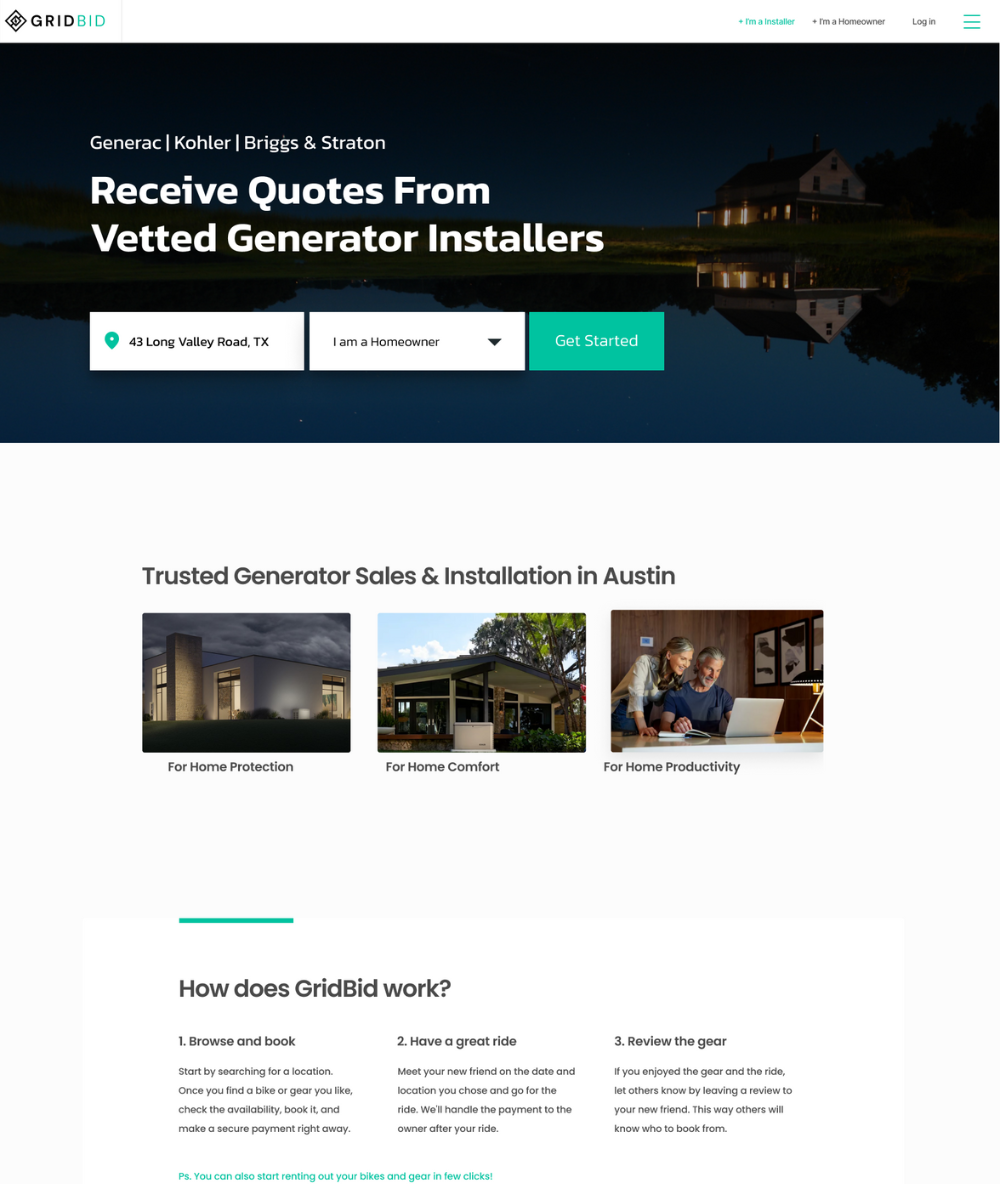 GRIDBID
+ I'm a Installer
+ I'm a Homeowner
Log in
Generac | Kohler | Briggs & Straton
Receive Quotes From
Vetted Generator Installers
43 Long Valley Road, TX
I am a Homeowner
Get Started
Trusted Generator Sales & Installation in Austin
For Home Protection
For Home Comfort
For Home Productivity
How does GridBid work?
1. Browse and book
Start by searching for a location.
Once you find a bike or gear you like,
check the availability, book it, and
make a secure payment right away.
2. Have a great ride
Meet your new friend on the date and
location you chose and go for the
ride. We'll handle the payment to the
owner after your ride.
3. Review the gear
If you enjoyed the gear and the ride,
let others know by leaving a review to
your new friend. This way others will
know who to book from.
Ps. You can also start renting out your bikes and gear in few clicks!